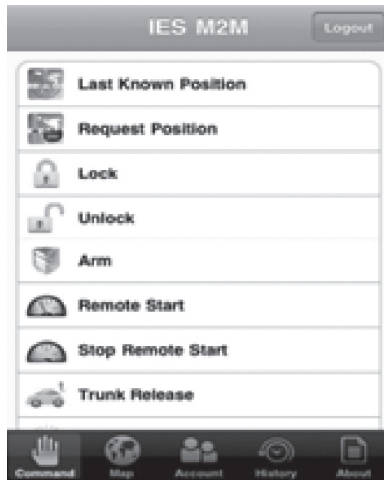 IES M2M
Logout
Last Known Position
Request Position
Lock
Unlock
Arm
Remote Start
Stop Remote Start
Trunk Release
Command Map Account History About